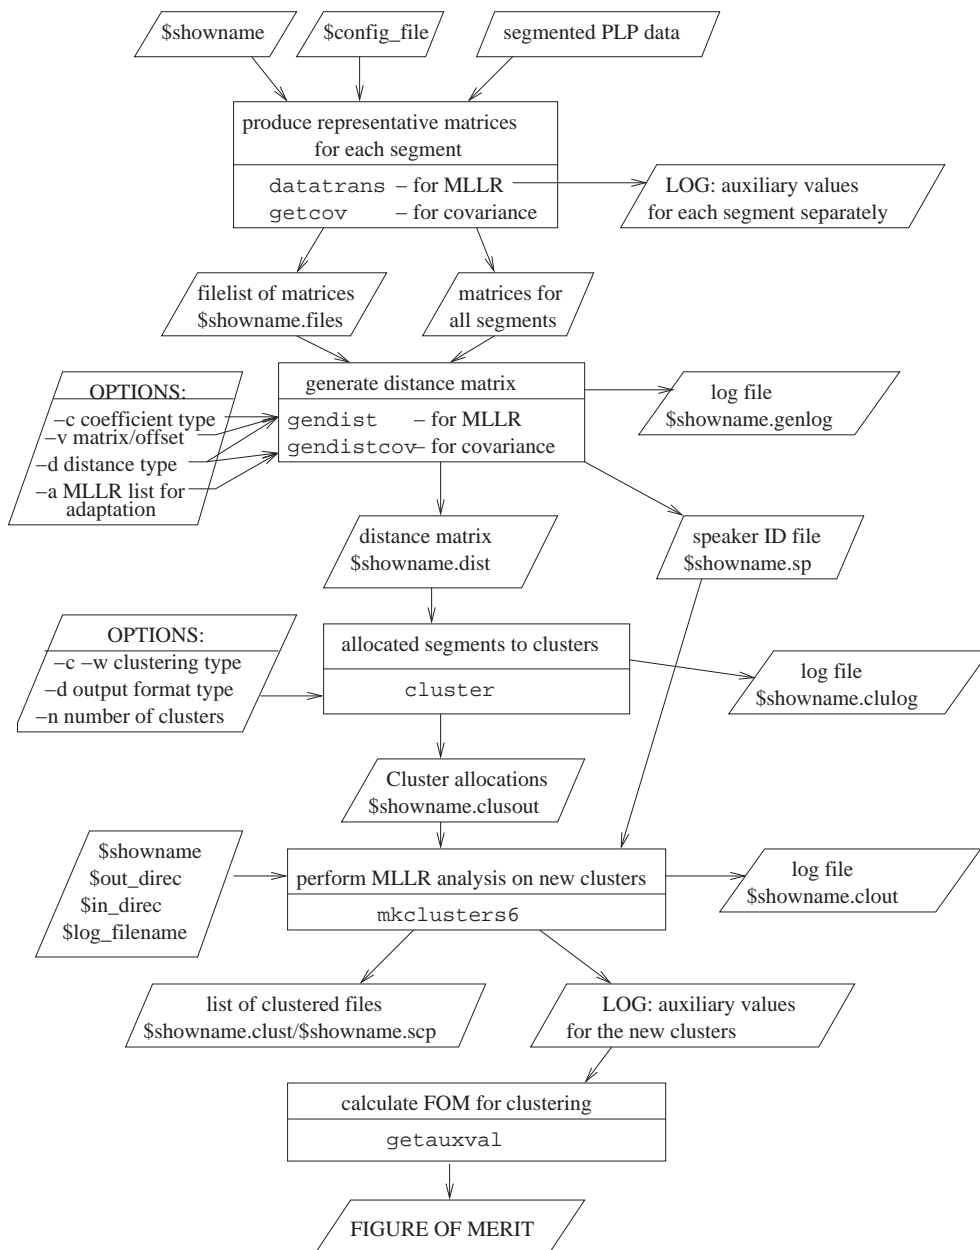 $showname
$config_file
segmented PLP data
produce representative matrices
for each segment
datatrans – for MLLR
getcov – for covariance
LOG: auxiliary values
for each segment separately
filelist of matrices
$showname.files
matrices for
all segments
OPTIONS:
–c coefficient type
–v matrix/offset
–d distance type
–a MLLR list for
adaptation
generate distance matrix
gendist – for MLLR
gendistcov – for covariance
log file
$showname.genlog
distance matrix
$showname.dist
speaker ID file
$showname.sp
OPTIONS:
–c –w clustering type
–d output format type
–n number of clusters
allocated segments to clusters
cluster
log file
$showname.clulog
Cluster allocations
$showname.clusout
$showname
$out_direc
$in_direc
$log_filename
perform MLLR analysis on new clusters
mkclusters6
log file
$showname.clout
list of clustered files
$showname.clust/$showname.scp
LOG: auxiliary values
for the new clusters
calculate FOM for clustering
getauxval
FIGURE OF MERIT